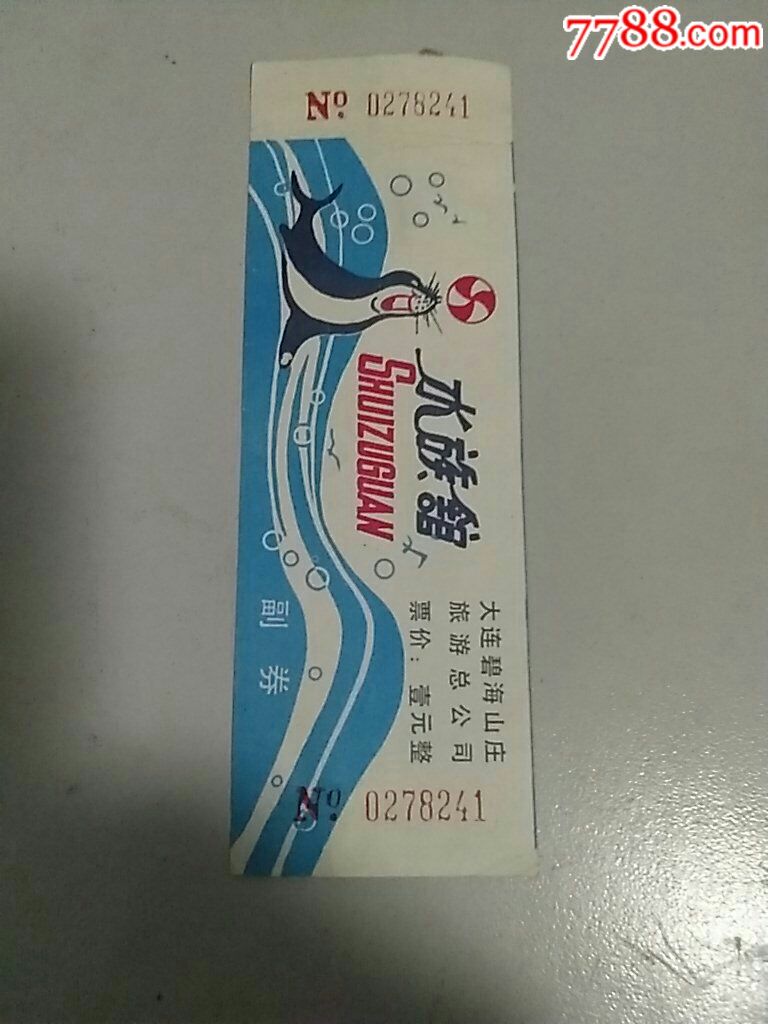 7788.com
No. 0278241
水族館
SHUIZUGUAN
大连碧海山庄
旅游总公司
票价：壹元整
副券
No. 0278241